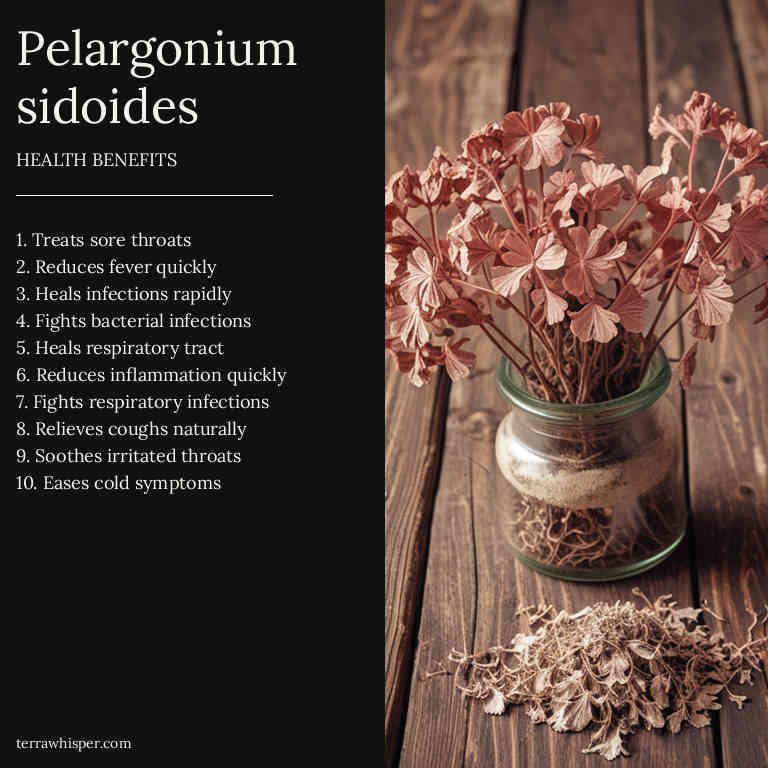 Pelargonium
sidoides
HEALTH BENEFITS
1. Treats sore throats
2. Reduces fever quickly
3. Heals infections rapidly
4. Fights bacterial infections
5. Heals respiratory tract
6. Reduces inflammation quickly
7. Fights respiratory infections
8. Relieves coughs naturally
9. Soothes irritated throats
10. Eases cold symptoms
terrawhisper.com